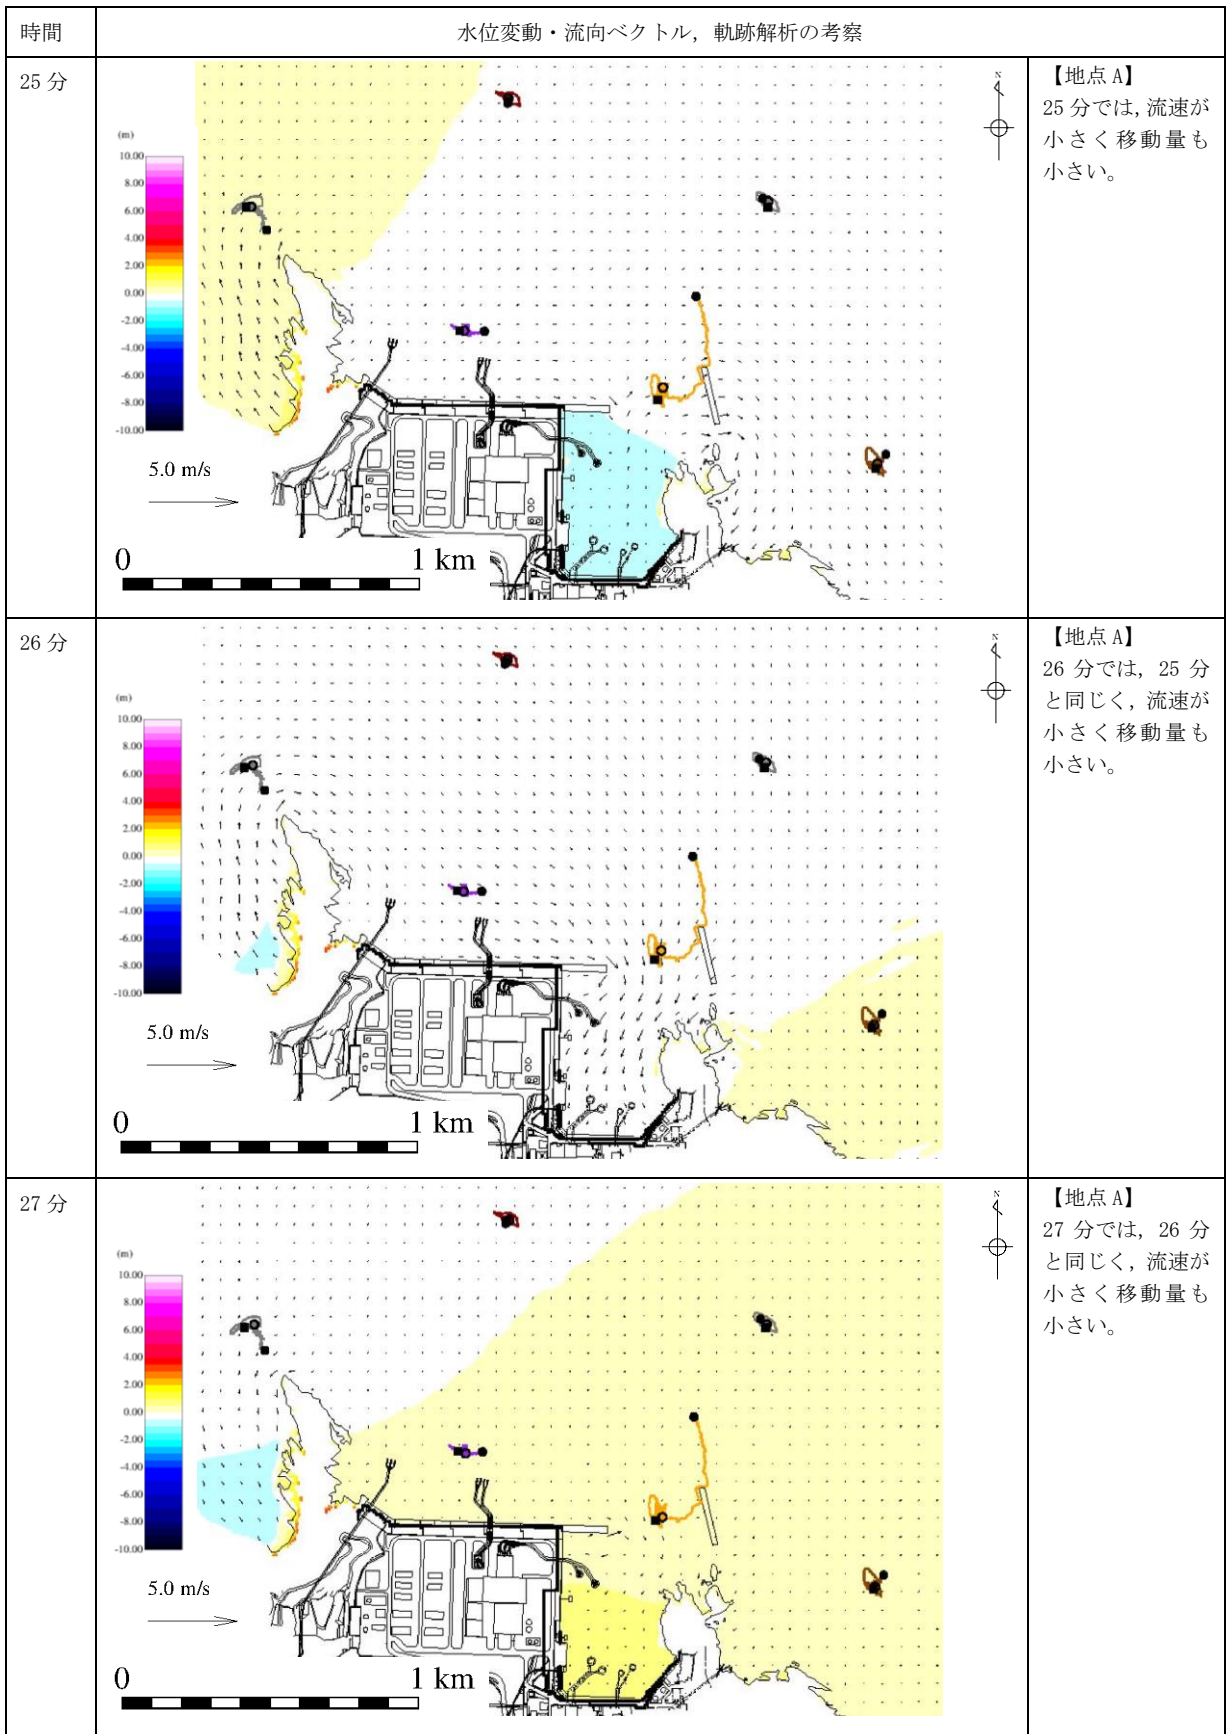 時間
水位変動・流向ベクトル，軌跡解析の考察
25 分
(m)
10.00
8.00
6.00
4.00
2.00
0.00
-2.00
-4.00
-6.00
-8.00
-10.00
5.0 m/s
0
1 km
N
【地点 A】
25 分では，流速が
小さく移動量も
小さい。
26 分
(m)
10.00
8.00
6.00
4.00
2.00
0.00
-2.00
-4.00
-6.00
-8.00
-10.00
5.0 m/s
0
1 km
N
【地点 A】
26 分では，25 分
と同じく，流速が
小さく移動量も
小さい。
27 分
(m)
10.00
8.00
6.00
4.00
2.00
0.00
-2.00
-4.00
-6.00
-8.00
-10.00
5.0 m/s
0
1 km
N
【地点 A】
27 分では，26 分
と同じく，流速が
小さく移動量も
小さい。